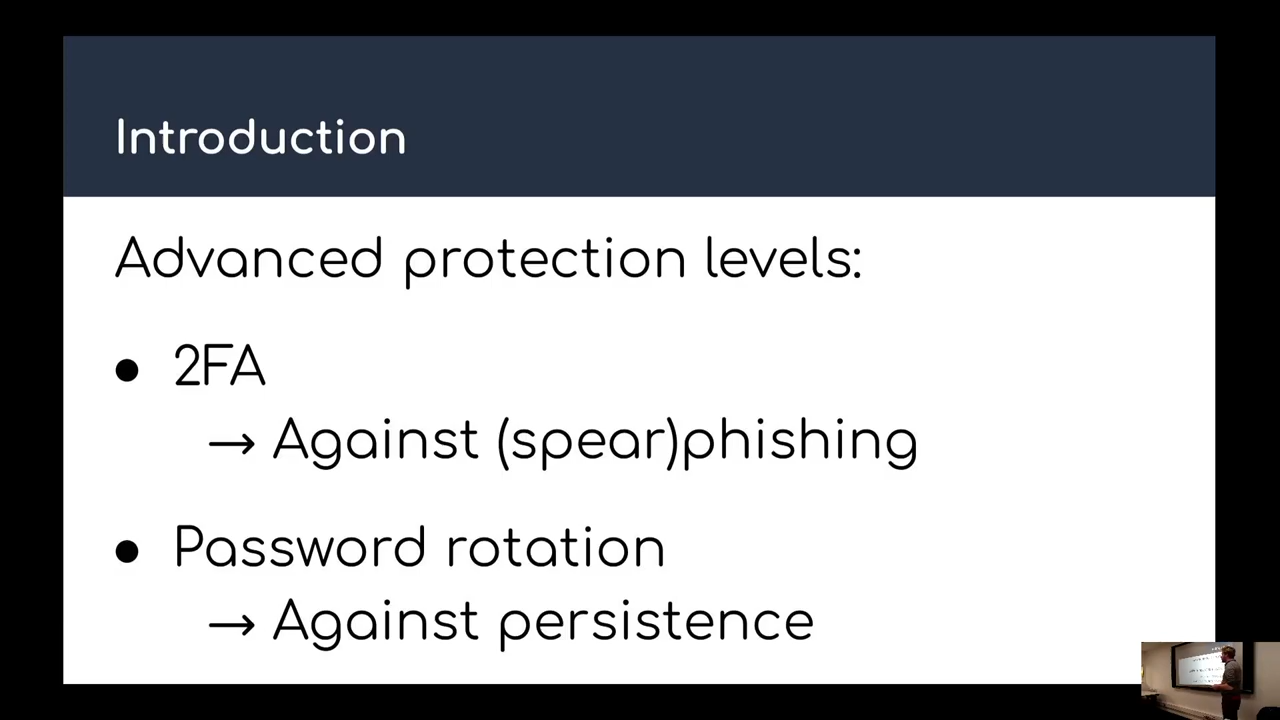 Introduction
Advanced protection levels:
● 2FA
→ Against (spear)phishing
● Password rotation
→ Against persistence